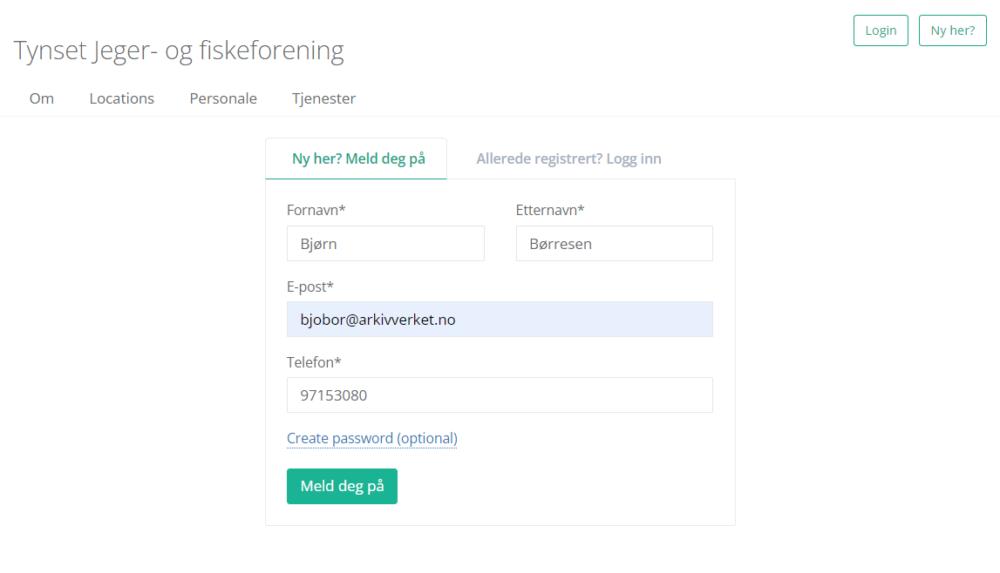 Login
Ny her?
Tynset Jeger- og fiskeforening
Om
Locations
Personale
Tjenester
Ny her? Meld deg på
Allerede registrert? Logg inn
Fornavn*
Etternavn*
Bjørn
Børresen
E-post*
bjobor@arkivverket.no
Telefon*
97153080
Create password (optional)
Meld deg på